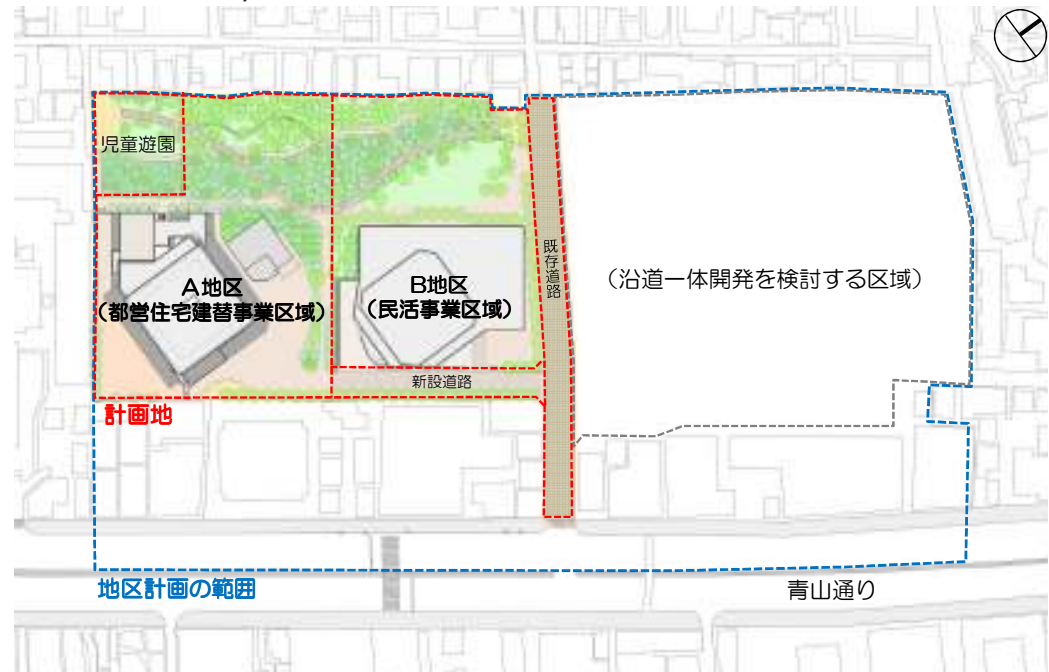 児童遊園
A地区
（都営住宅建替事業区域）
B地区
（民活事業区域）
既存道路
（沿道一体開発を検討する区域）
新設道路
計画地
地区計画の範囲
青山通り